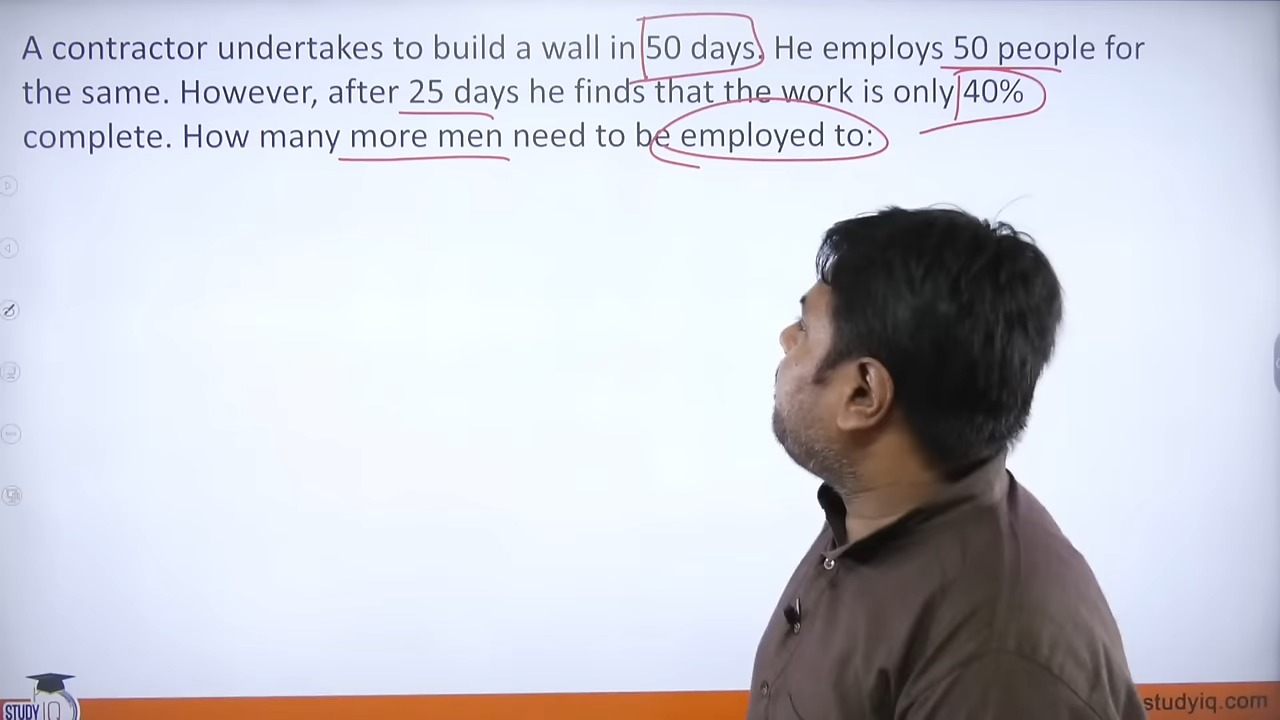 A contractor undertakes to build a wall in 50 days. He employs 50 people for
the same. However, after 25 days he finds that the work is only 40%
complete. How many more men need to be employed to:
STUDY IQ
studyiq.com